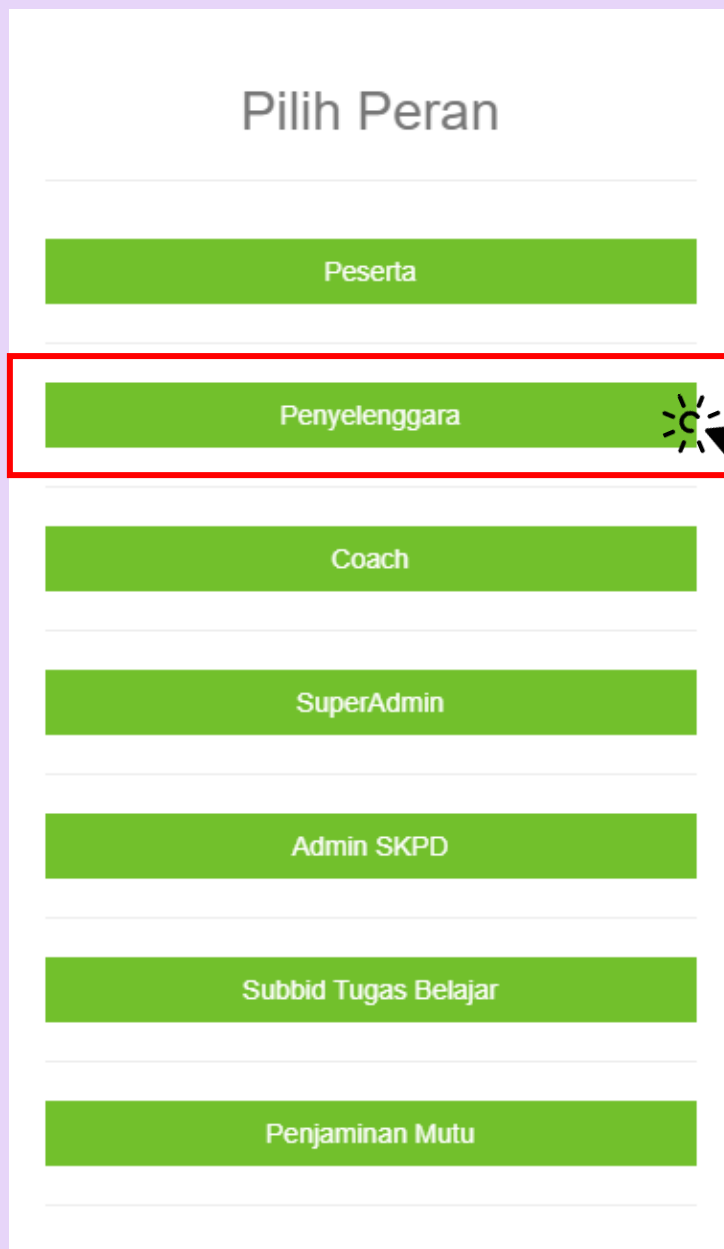 Pilih Peran
Peserta
Penyelenggara
Coach
SuperAdmin
Admin SKPD
Subbid Tugas Belajar
Penjaminan Mutu